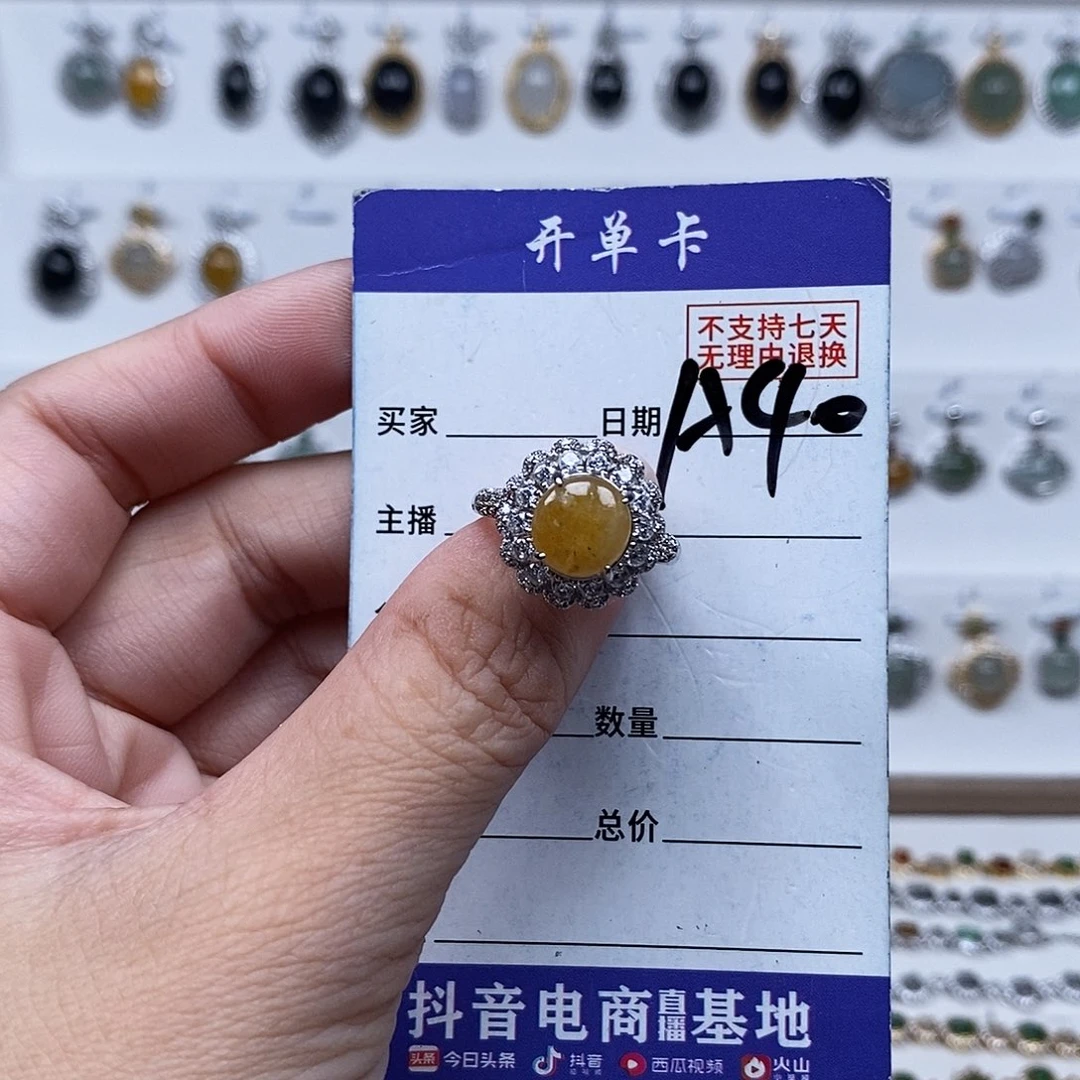 开单卡
不支持七天
无理由退换
买家 日期 A40
主播
数量
总价
抖音电商直播基地
头条 今日头条 抖音 西瓜视频 火山